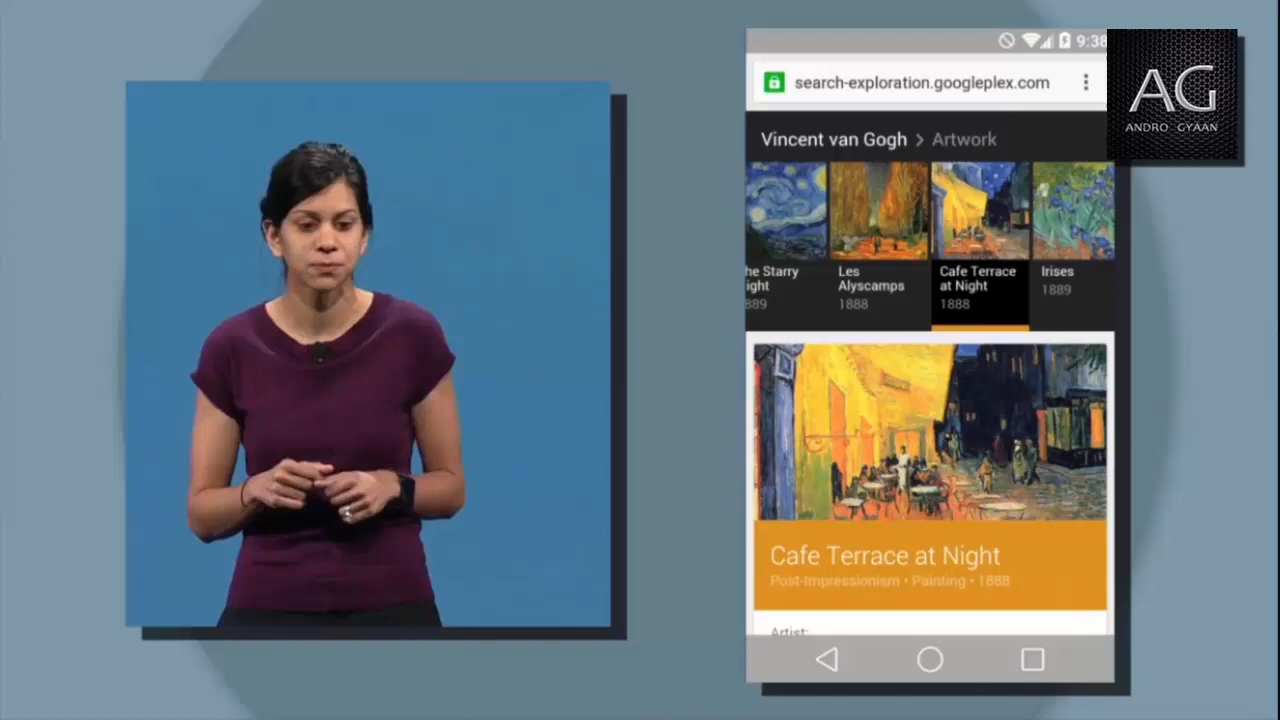 9:38
search-exploration.googleplex.com
AG
ANDRO GYAAN
Vincent van Gogh > Artwork
he Starry
ight
889
Les
Alyscamps
1888
Cafe Terrace
at Night
1888
Irises
1889
Cafe Terrace at Night
Post-Impressionism • Painting • 1888
Artist: